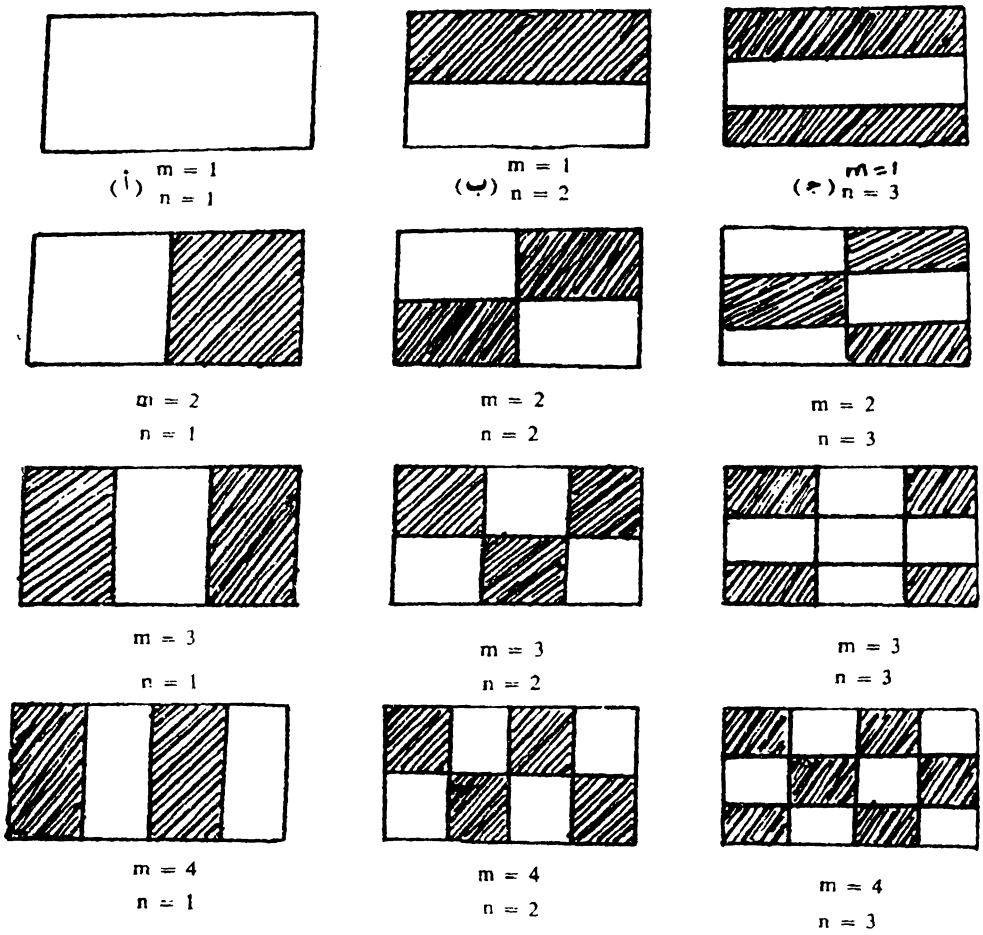 (أ) m = 1
n = 1
(ب) m = 1
n = 2
(ج) m = 1
n = 3
m = 2
n = 1
m = 2
n = 2
m = 2
n = 3
m = 3
n = 1
m = 3
n = 2
m = 3
n = 3
m = 4
n = 1
m = 4
n = 2
m = 4
n = 3